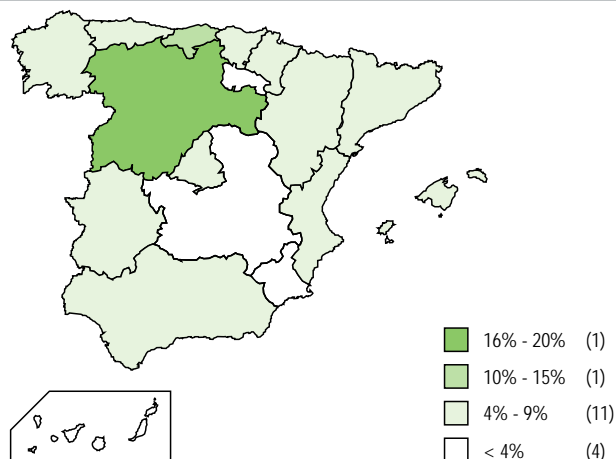 16% - 20% (1)
10% - 15% (1)
4% - 9% (11)
< 4% (4)